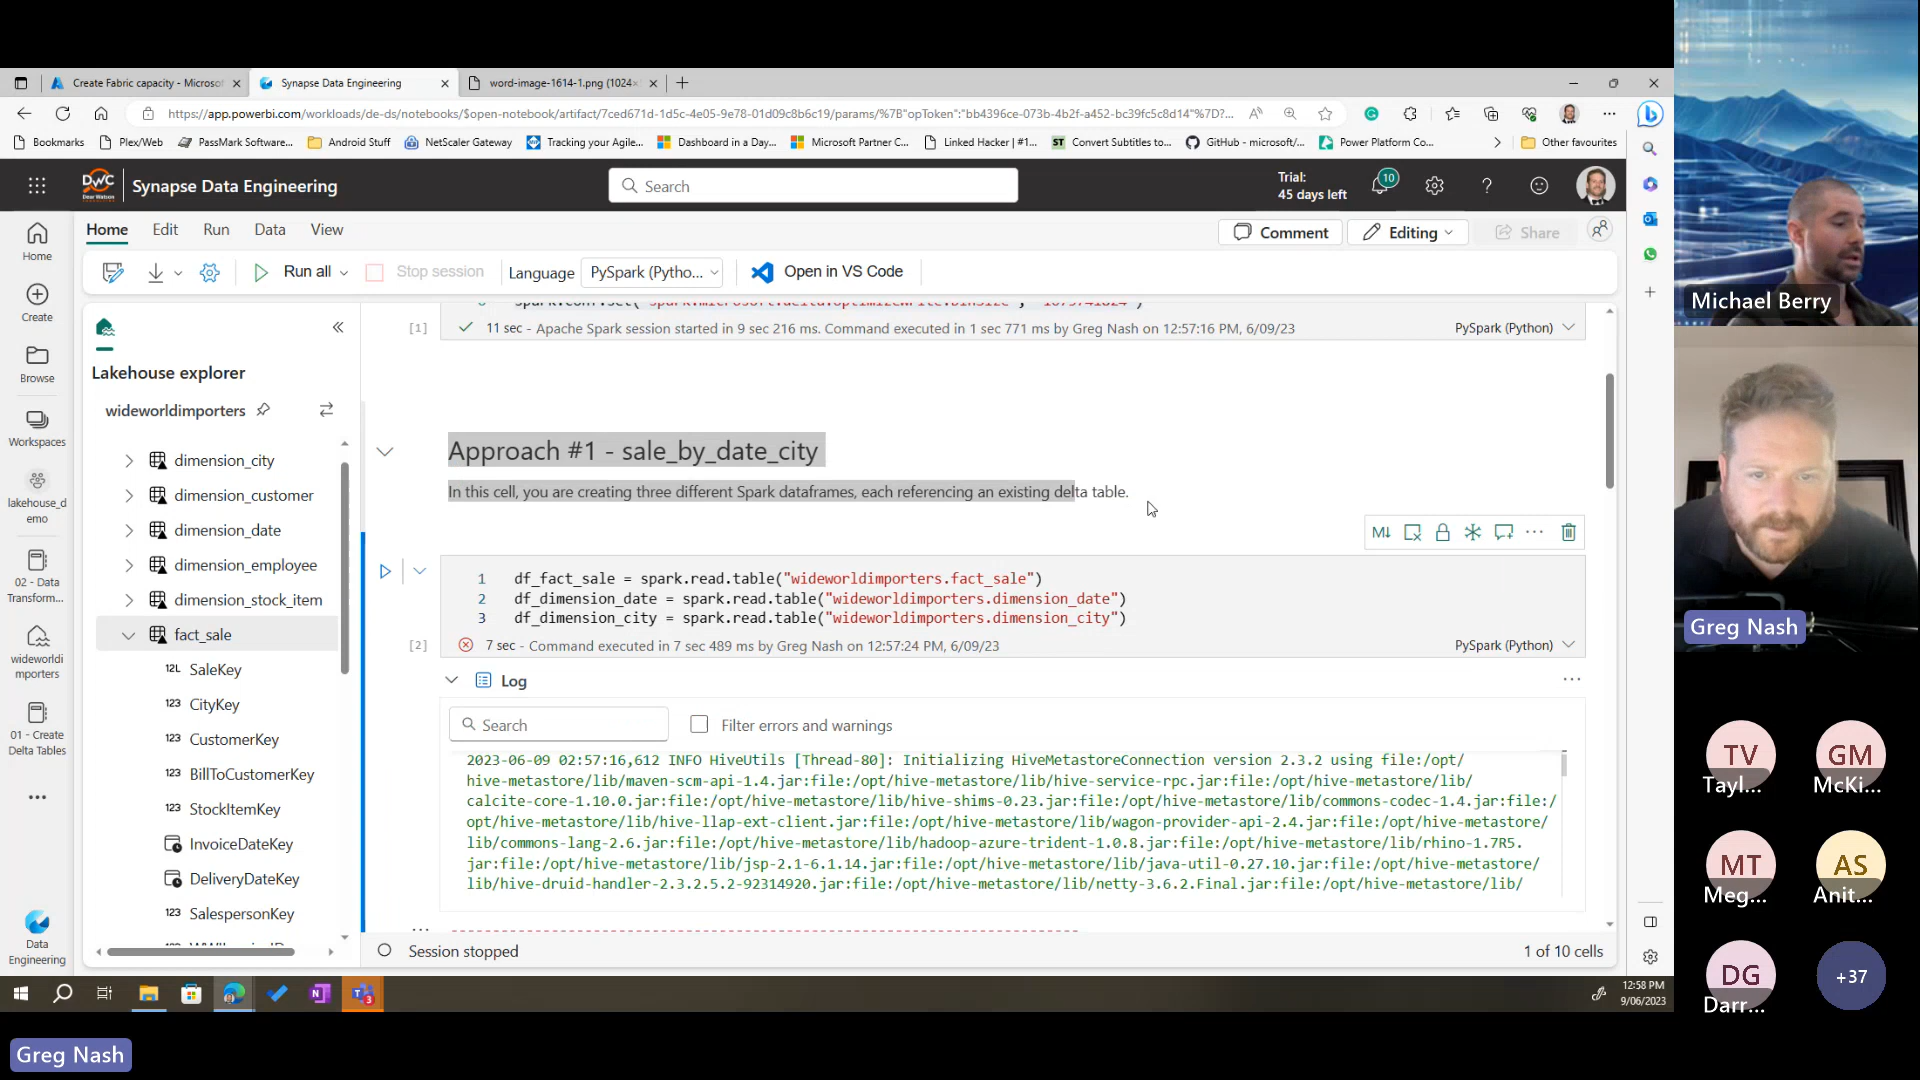 Create Fabric capacity - Microsof
Synapse Data Engineering
word-image-1614-1.png (1024×
https://app.powerbi.com/workloads/de-ds/notebooks/$open-notebook/artifact/7ced671d-1d5c-4e05-9e78-01d09c8b6c19/params/%7B"opToken":"bb4396ce-073b-4b2f-a452-bc39fc5c8d14"%7D?...
Bookmarks
Plex/Web
PassMark Software...
Android Stuff
NetScaler Gateway
Tracking your Agile...
Dashboard in a Day...
Microsoft Partner C...
Linked Hacker | #1...
ST Convert Subtitles to...
GitHub - microsoft/...
Power Platform Co...
Other favourites
DWC
Synapse Data Engineering
Search
Trial:
45 days left
10
Home Edit Run Data View
Comment
Editing
Share
Run all
Stop session
Language
PySpark (Pytho...
Open in VS Code
Home
Create
Browse
Workspaces
lakehouse_d
emo
02 - Data
Transform...
wideworldi
mporters
01 - Create
Delta Tables
Data
Engineering
Lakehouse explorer
wideworldimporters
dimension_city
dimension_customer
dimension_date
dimension_employee
dimension_stock_item
fact_sale
12L SaleKey
123 CityKey
123 CustomerKey
123 BillToCustomerKey
123 StockItemKey
InvoiceDateKey
DeliveryDateKey
123 SalespersonKey
[1]
11 sec - Apache Spark session started in 9 sec 216 ms. Command executed in 1 sec 771 ms by Greg Nash on 12:57:16 PM, 6/09/23
PySpark (Python)
Approach #1 - sale_by_date_city
In this cell, you are creating three different Spark dataframes, each referencing an existing delta table.
M↓
1 df_fact_sale = spark.read.table("wideworldimporters.fact_sale")
2 df_dimension_date = spark.read.table("wideworldimporters.dimension_date")
3 df_dimension_city = spark.read.table("wideworldimporters.dimension_city")
[2]
7 sec - Command executed in 7 sec 489 ms by Greg Nash on 12:57:24 PM, 6/09/23
PySpark (Python)
Log
Search
Filter errors and warnings
2023-06-09 02:57:16,612 INFO HiveUtils [Thread-80]: Initializing HiveMetastoreConnection version 2.3.2 using file:/opt/
hive-metastore/lib/maven-scm-api-1.4.jar:file:/opt/hive-metastore/lib/hive-service-rpc.jar:file:/opt/hive-metastore/lib/
calcite-core-1.10.0.jar:file:/opt/hive-metastore/lib/hive-shims-0.23.jar:file:/opt/hive-metastore/lib/commons-codec-1.4.jar:file:/
opt/hive-metastore/lib/hive-llap-ext-client.jar:file:/opt/hive-metastore/lib/wagon-provider-api-2.4.jar:file:/opt/hive-metastore/
lib/commons-lang-2.6.jar:file:/opt/hive-metastore/lib/hadoop-azure-trident-1.0.8.jar:file:/opt/hive-metastore/lib/rhino-1.7R5.
jar:file:/opt/hive-metastore/lib/jsp-2.1-6.1.14.jar:file:/opt/hive-metastore/lib/java-util-0.27.10.jar:file:/opt/hive-metastore/
lib/hive-druid-handler-2.3.2.5.2-92314920.jar:file:/opt/hive-metastore/lib/netty-3.6.2.Final.jar:file:/opt/hive-metastore/lib/
Session stopped
1 of 10 cells
12:58 PM
9/06/2023
Greg Nash
Michael Berry
Greg Nash
TV
Tayl...
GM
McKi...
MT
Meg...
AS
Anit...
DG
Darr...
+37